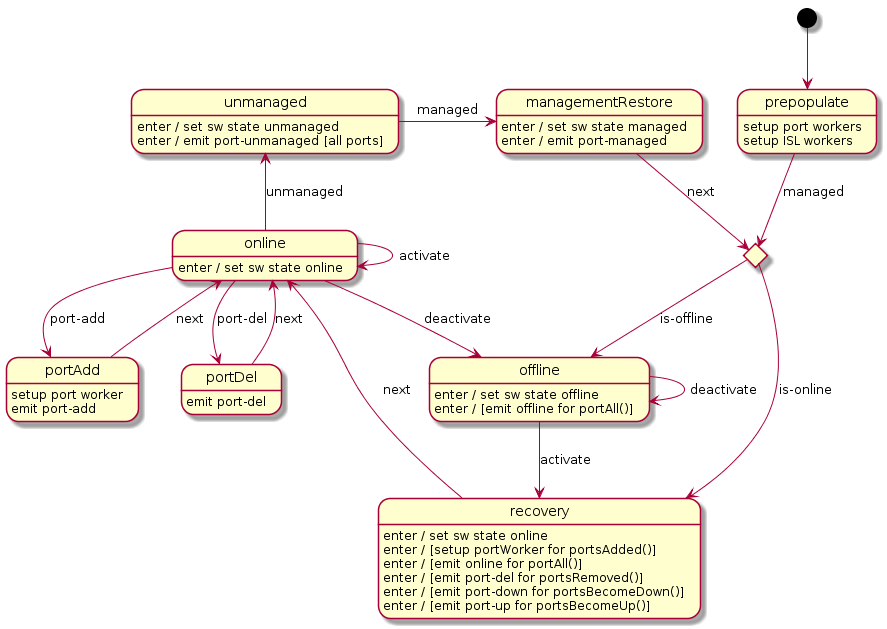 unmanaged
enter / set sw state unmanaged
enter / emit port-unmanaged [all ports]
managed
managementRestore
enter / set sw state managed
enter / emit port-managed
prepopulate
setup port workers
setup ISL workers
unmanaged
next
managed
online
enter / set sw state online
activate
port-add
next
port-del
next
deactivate
is-offline
portAdd
setup port worker
emit port-add
portDel
emit port-del
offline
enter / set sw state offline
enter / [emit offline for portAll()]
deactivate
next
is-online
activate
recovery
enter / set sw state online
enter / [setup portWorker for portsAdded()]
enter / [emit online for portAll()]
enter / [emit port-del for portsRemoved()]
enter / [emit port-down for portsBecomeDown()]
enter / [emit port-up for portsBecomeUp()]